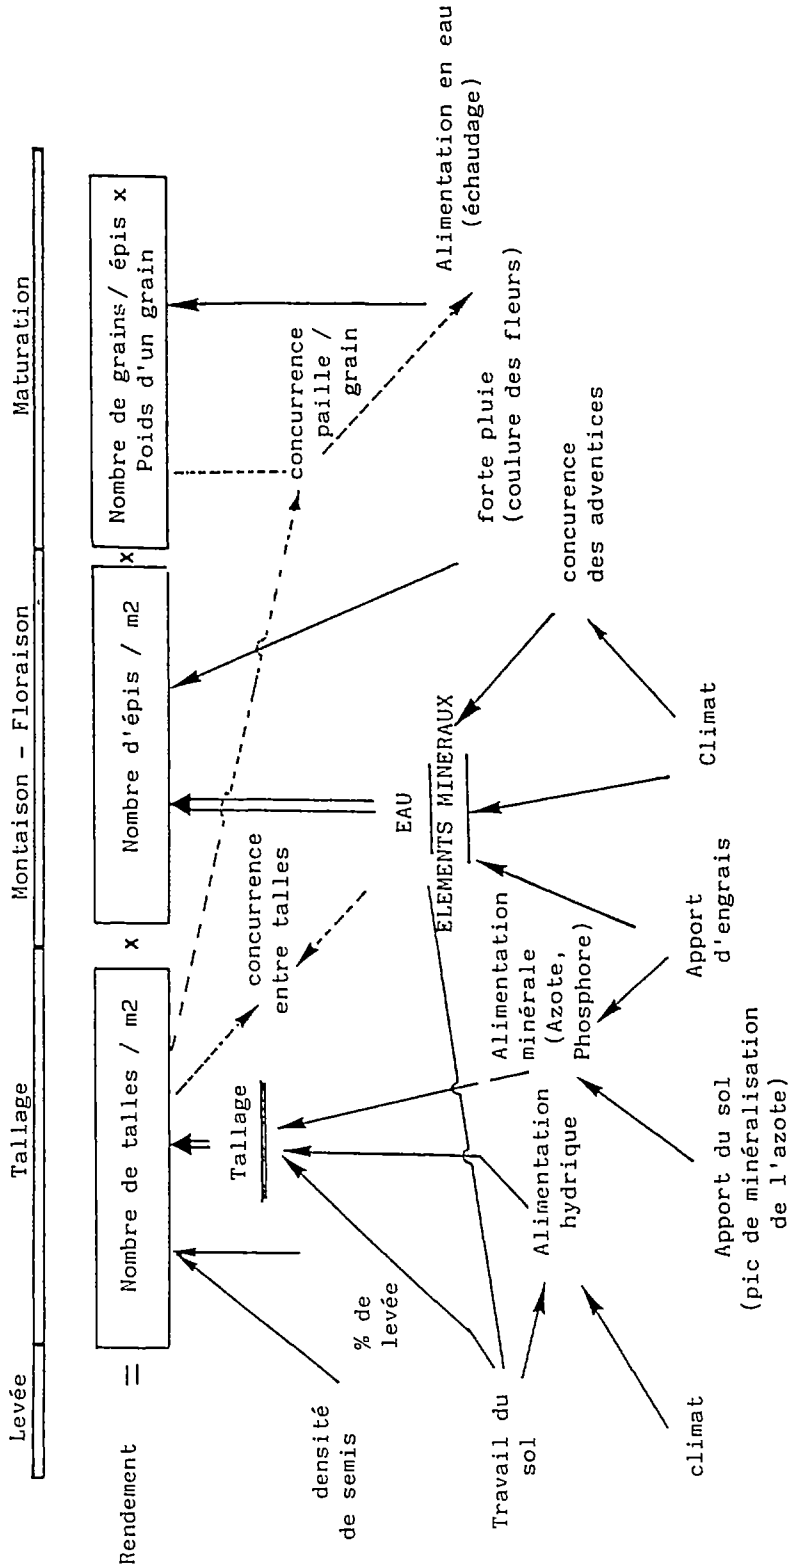 Levée
Tallage
Montaison - Floraison
Maturation
Rendement =
Nombre de talles / m2
x
Nombre d'épis / m2
x
Nombre de grains/ épis x
Poids d'un grain
densité
de semis
% de
levée
Tallage
concurrence
entre talles
concurrence
paille /
grain
EAU
ELEMENTS MINERAUX
Alimentation en eau
(échaudage)
forte pluie
(coulure des fleurs)
concurence
des adventices
Travail du
sol
Alimentation
hydrique
Alimentation
minérale
(Azote,
Phosphore)
climat
Apport du sol
(pic de minéralisation
de l'azote)
Apport
d'engrais
Climat